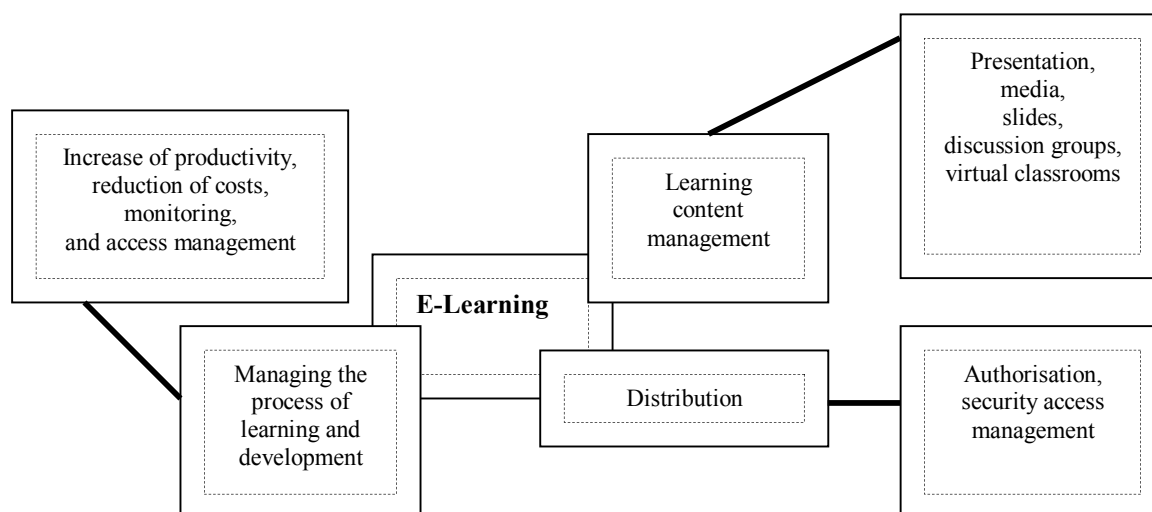 Presentation,
media,
slides,
discussion groups,
virtual classrooms
Increase of productivity,
reduction of costs,
monitoring,
and access management
Learning
content
management
E-Learning
Managing the
process of
learning and
development
Distribution
Authorisation,
security access
management